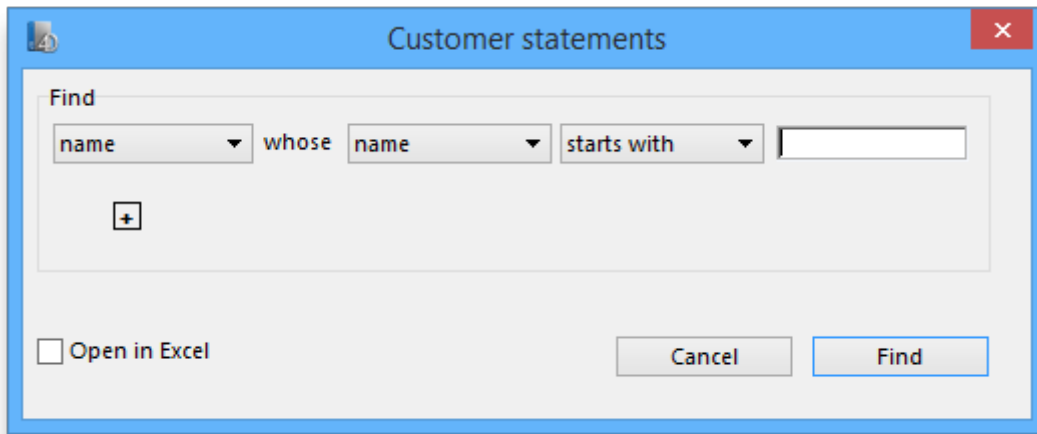 Customer statements
Find
name whose name starts with
+
Open in Excel
Cancel Find